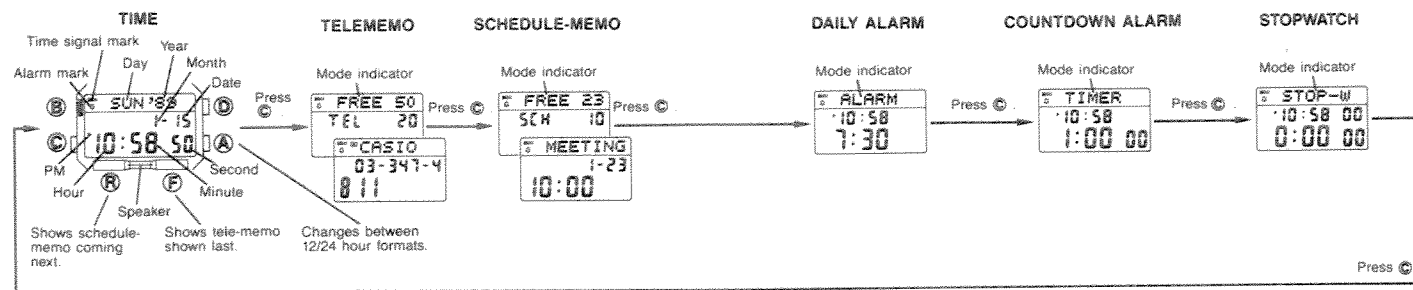 TIME
TELEMEMO
SCHEDULE-MEMO
DAILY ALARM
COUNTDOWN ALARM
STOPWATCH
Time signal mark
Year
Alarm mark
Day
Month
Date
B
C
D
A
R
F
SUN '89
1-15
10:58 50
PM
Hour
Speaker
Minute
Second
Shows schedule-
memo coming
next.
Shows tele-memo
shown last.
Changes between
12/24 hour formats.
Press
C
Mode indicator
FREE 50
TEL 20
CASIO
03-347-4
811
Press C
Mode indicator
FREE 23
SCH 10
MEETING
1-23
10:00
Press C
Mode indicator
ALARM
10:58
7:30
Press C
Mode indicator
TIMER
10:58
1:00 00
Press C
Mode indicator
STOP-W
10:58 00
0:00 00
Press C